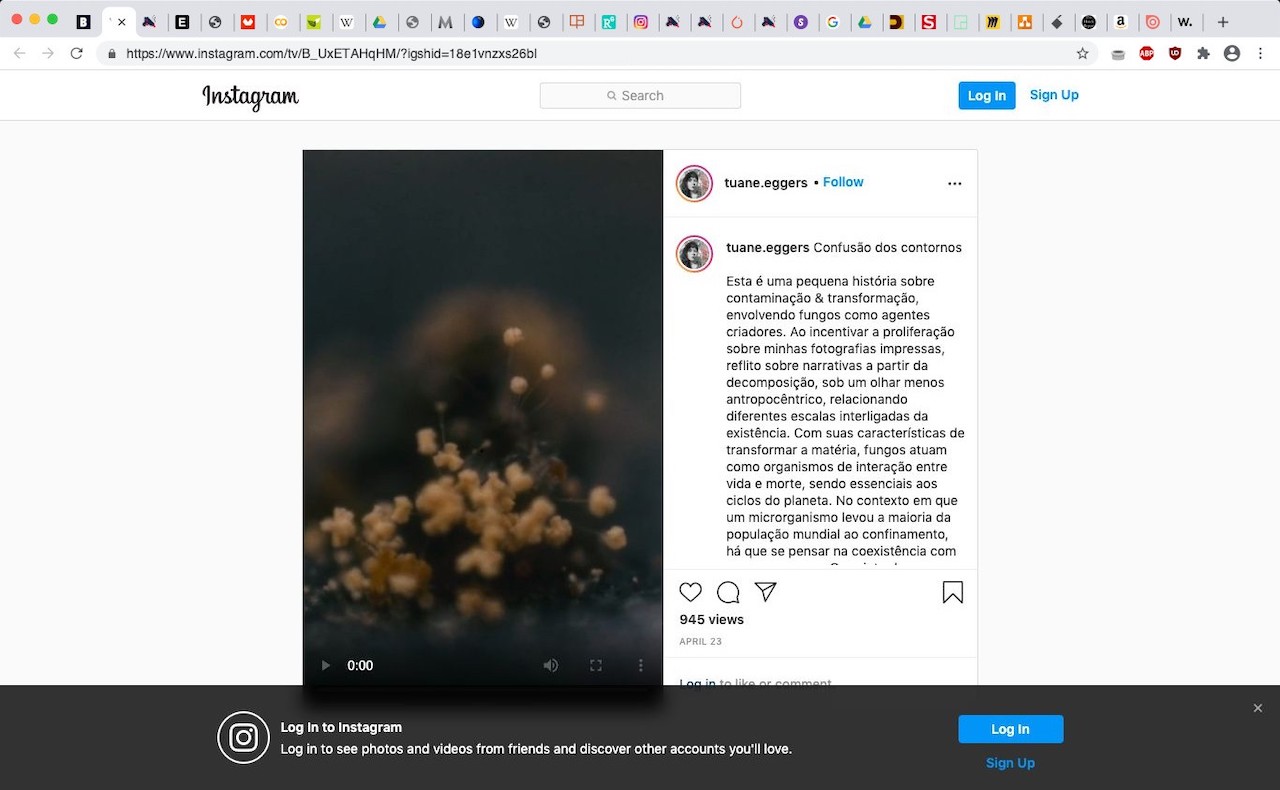 https://www.instagram.com/tv/B_UxETAHqHM/?igshid=18e1vnzxs26bl
Instagram
Search
Log In
Sign Up
tuane.eggers • Follow
tuane.eggers Confusão dos contornos
Esta é uma pequena história sobre
contaminação & transformação,
envolvendo fungos como agentes
criadores. Ao incentivar a proliferação
sobre minhas fotografias impressas,
reflito sobre narrativas a partir da
decomposição, sob um olhar menos
antropocêntrico, relacionando
diferentes escalas interligadas da
existência. Com suas características de
transformar a matéria, fungos atuam
como organismos de interação entre
vida e morte, sendo essenciais aos
ciclos do planeta. No contexto em que
um microrganismo levou a maioria da
população mundial ao confinamento,
há que se pensar na coexistência com
945 views
APRIL 23
Log in to like or comment.
0:00
Log In to Instagram
Log in to see photos and videos from friends and discover other accounts you'll love.
Log In
Sign Up